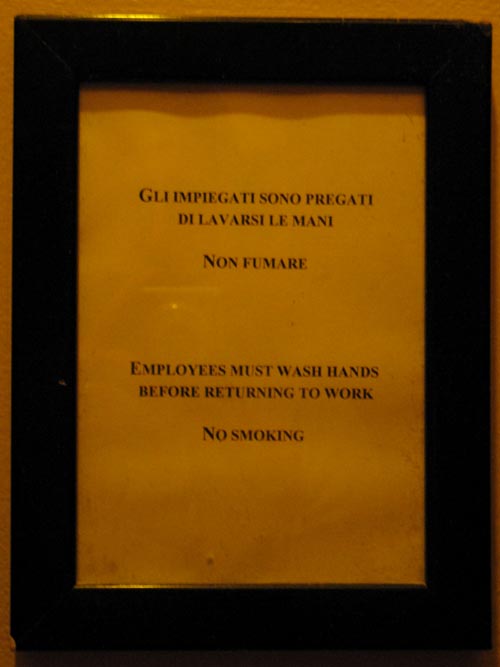 GLI IMPIEGATI SONO PREGATI
DI LAVARSI LE MANI
NON FUMARE
EMPLOYEES MUST WASH HANDS
BEFORE RETURNING TO WORK
NO SMOKING